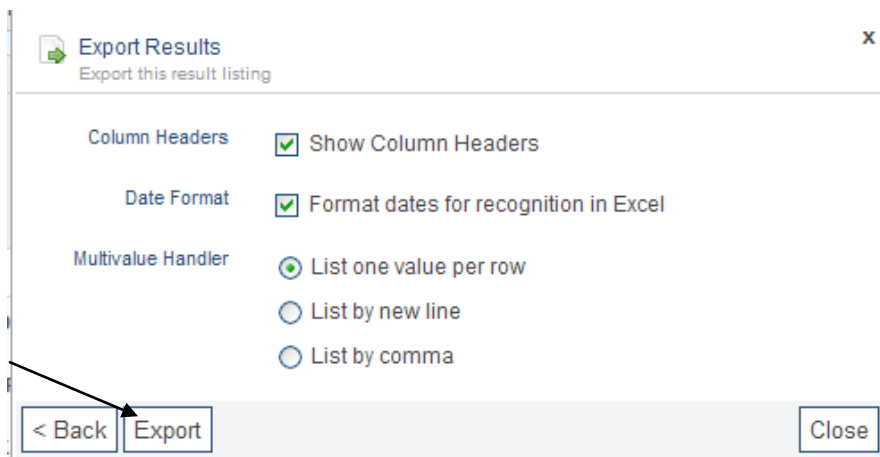 Export Results
x
Export this result listing
Column Headers
Show Column Headers
Date Format
Format dates for recognition in Excel
Multivalue Handler
List one value per row
List by new line
List by comma
< Back
Export
Close